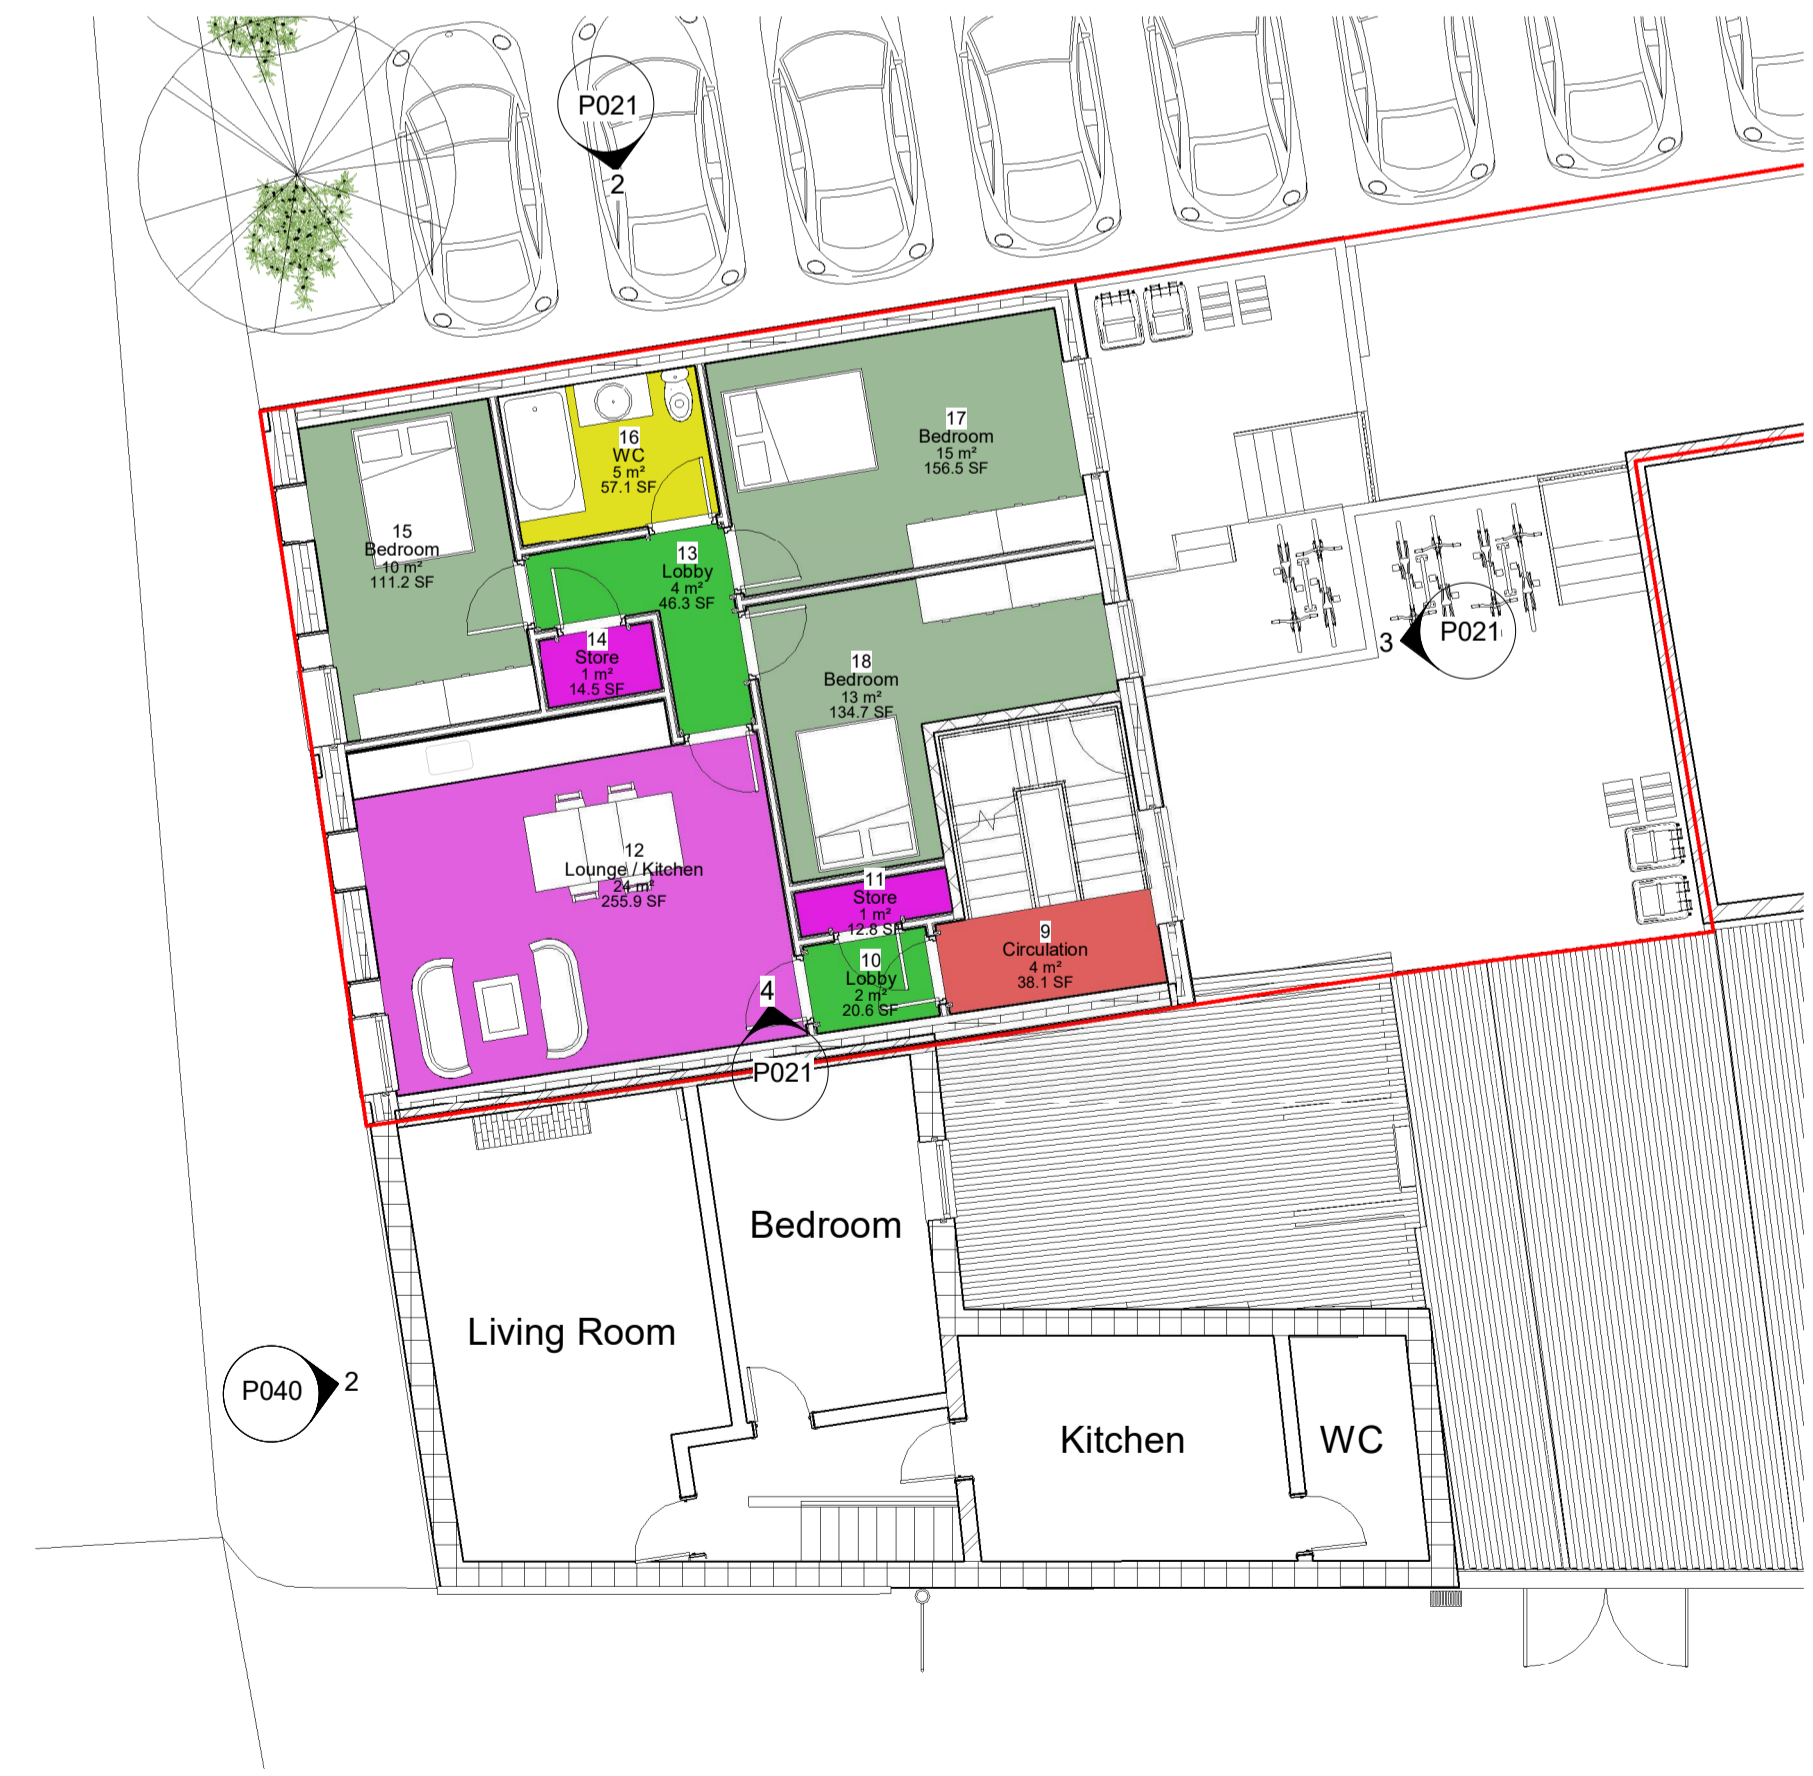 P021
2
17
Bedroom
15 m²
156.5 SF
16
WC
5 m²
57.1 SF
15
Bedroom
10 m²
111.2 SF
13
Lobby
4 m²
46.3 SF
14
Store
1 m²
14.5 SF
18
Bedroom
13 m²
134.7 SF
3
P021
12
Lounge / Kitchen
24 m²
255.9 SF
11
Store
1 m²
12.8 SF
10
Lobby
2 m²
20.6 SF
9
Circulation
4 m²
38.1 SF
4
P021
Bedroom
Living Room
P040
2
Kitchen
WC